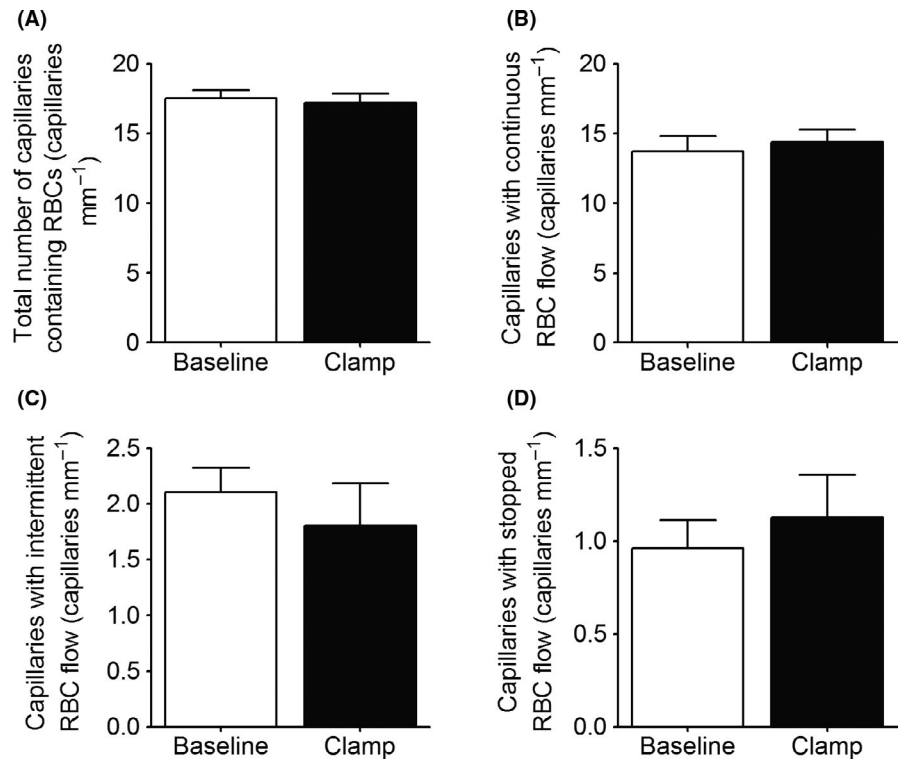 (A)
Total number of capillaries
containing RBCs (capillaries
mm⁻¹)
20
15
10
5
0
Baseline Clamp
(B)
Capillaries with continuous
RBC flow (capillaries mm⁻¹)
20
15
10
5
0
Baseline Clamp
(C)
Capillaries with intermittent
RBC flow (capillaries mm⁻¹)
2.5
2.0
1.5
1.0
0.5
0.0
Baseline Clamp
(D)
Capillaries with stopped
RBC flow (capillaries mm⁻¹)
1.5
1.0
0.5
0.0
Baseline Clamp